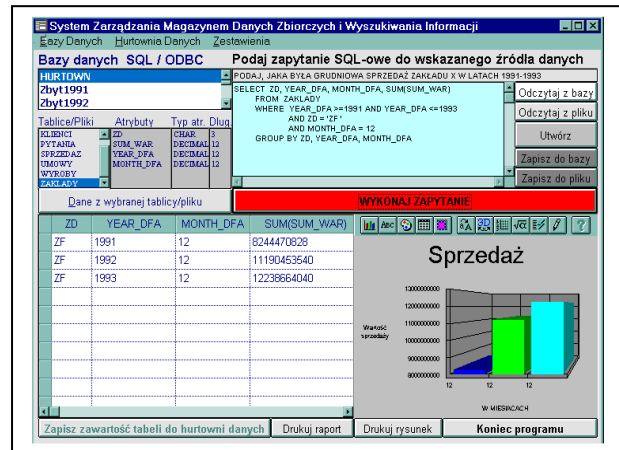 System Zarządzania Magazynem Danych Zbiorczych i Wyszukiwania Informacji
Bazy Danych Hurtownia Danych Zestawienia
Bazy danych SQL / ODBC
Podaj zapytanie SQL-owe do wskazanego źródła danych
HURTOWN
Zbyt1991
Zbyt1992
PODAJ, JAKA BYŁA GRUDNIOWA SPRZEDAŻ ZAKŁADU X W LATACH 1991-1993
SELECT ZD, YEAR_DFA, MONTH_DFA, SUM(SUM_WAR)
FROM ZAKLADY
WHERE YEAR_DFA >=1991 AND YEAR_DFA <=1993
AND ZD = 'ZF'
AND MONTH_DFA = 12
GROUP BY ZD, YEAR_DFA, MONTH_DFA
Odczytaj z bazy
Odczytaj z pliku
Utwórz
Zapisz do bazy
Zapisz do pliku
Tablice/Pliki Atrybuty Typ atr. Dlug.
KLIENCI
PYTANIA
SPRZEDAZ
UMOWY
WYROBY
ZAKLADY
ZD CHAR 3
SUM_WAR DECIMAL 12
YEAR_DFA DECIMAL 12
MONTH_DFA DECIMAL 12
Dane z wybranej tablicy/pliku
WYKONAJ ZAPYTANIE
ZD YEAR_DFA MONTH_DFA SUM(SUM_WAR)
ZF 1991 12 8244470828
ZF 1992 12 11190453540
ZF 1993 12 12238664040
Sprzedaż
13000000000
12000000000
11000000000
10000000000
9000000000
8000000000
Wartość
sprzedaży
12 12 12
W MIESIACACH
Zapisz zawartość tabeli do hurtowni danych
Drukuj raport
Drukuj rysunek
Koniec programu